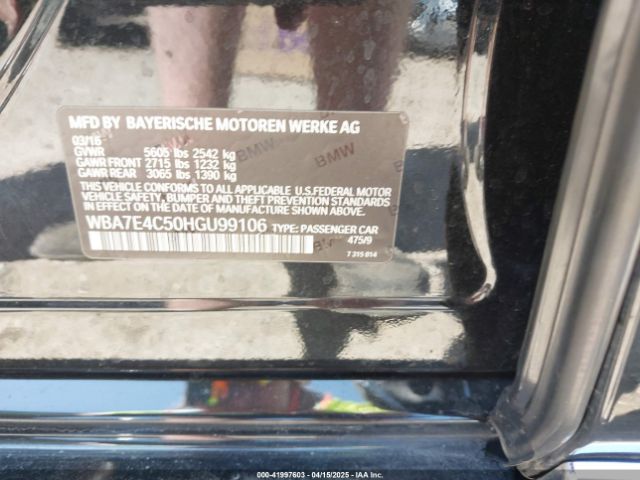 MFD BY BAYERISCHE MOTOREN WERKE AG
03/16
GVWR 5605 lbs 2542 kg
GAWR FRONT 2715 lbs 1232 kg
GAWR REAR 3065 lbs 1390 kg
THIS VEHICLE CONFORMS TO ALL APPLICABLE U.S.FEDERAL MOTOR
VEHICLE SAFETY, BUMPER AND THEFT PREVENTION STANDARDS
IN EFFECT ON THE DATE OF MANUFACTURE SHOWN ABOVE.
WBA7E4C50HGU99106 TYPE: PASSENGER CAR
475/9
7 315 814
BMW
BMW
BMW
000-41997603 - 04/15/2025 - IAA Inc.